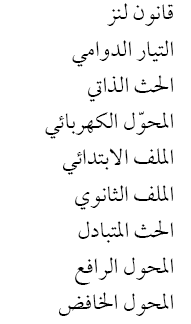 قانون لنز
التيار الدوامي
الحث الذاتي
المحوّل الكهربائي
الملف الابتدائي
الملف الثانوي
الحث المتبادل
المحول الرافع
المحول الخافض